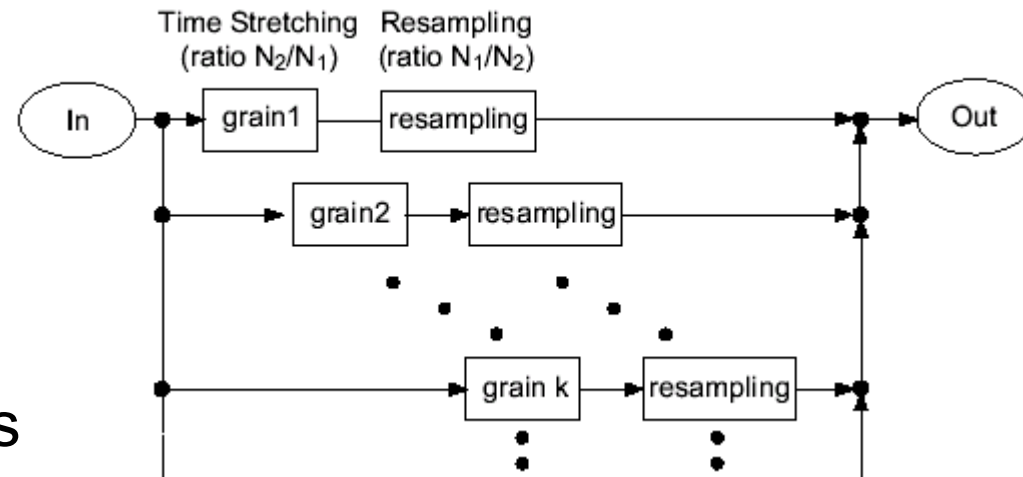 Time Stretching Resampling
(ratio N₂/N₁) (ratio N₁/N₂)
In grain1 resampling Out
grain2 resampling
grain k resampling
s